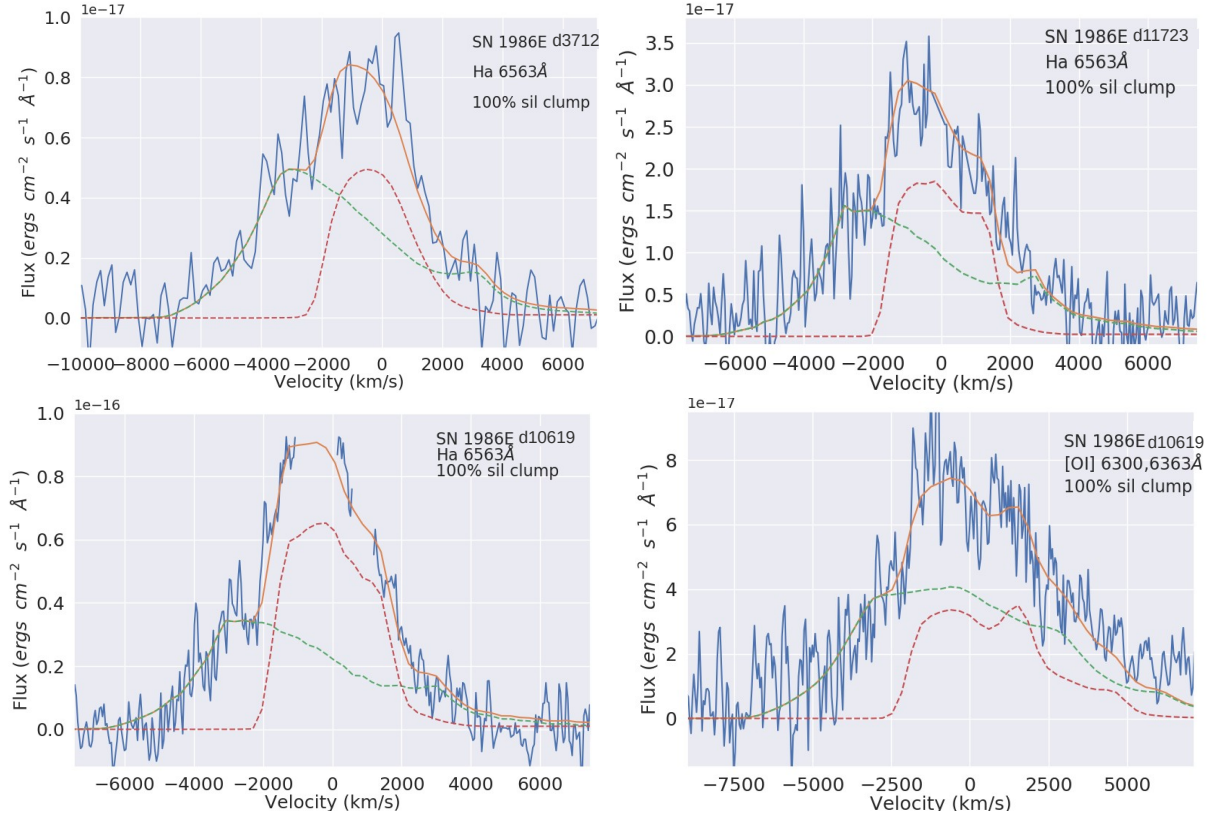 1e−17
SN 1986E d3712
Ha 6563Å
100% sil clump
1.0
0.8
0.6
0.4
0.2
0.0
Flux (ergs cm−2 s−1 Å−1)
−10000 −8000 −6000 −4000 −2000 0 2000 4000 6000
Velocity (km/s)
1e−17
SN 1986E d11723
Ha 6563Å
100% sil clump
3.5
3.0
2.5
2.0
1.5
1.0
0.5
0.0
Flux (ergs cm−2 s−1 Å−1)
−6000 −4000 −2000 0 2000 4000 6000
Velocity (km/s)
1e−16
SN 1986E d10619
Ha 6563Å
100% sil clump
1.0
0.8
0.6
0.4
0.2
0.0
Flux (ergs cm−2 s−1 Å−1)
−6000 −4000 −2000 0 2000 4000 6000
Velocity (km/s)
1e−17
SN 1986E d10619
[OI] 6300,6363Å
100% sil clump
8
6
4
2
0
Flux (ergs cm−2 s−1 Å−1)
−7500 −5000 −2500 0 2500 5000
Velocity (km/s)